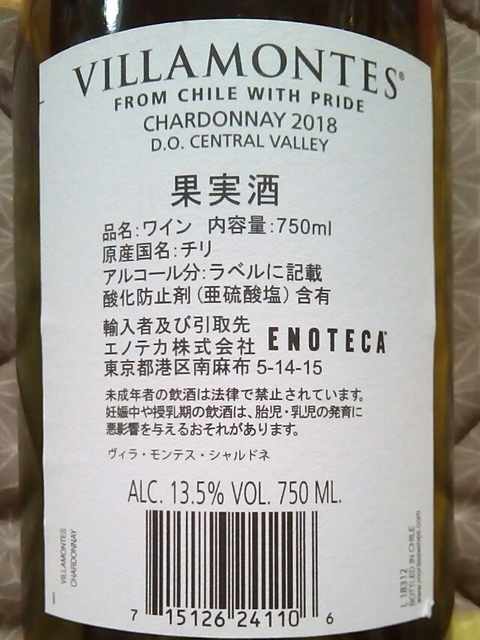 VILLAMONTES®
FROM CHILE WITH PRIDE
CHARDONNAY 2018
D.O. CENTRAL VALLEY
果実酒
品名:ワイン 内容量:750ml
原産国名:チリ
アルコール分:ラベルに記載
酸化防止剤(亜硫酸塩)含有
輸入者及び引取先
エノテカ株式会社 ENOTECA
東京都港区南麻布 5-14-15
未成年者の飲酒は法律で禁止されています。
妊娠中や授乳期の飲酒は、胎児・乳児の発育に
悪影響を与えるおそれがあります。
ヴィラ・モンテス・シャルドネ
ALC. 13.5% VOL. 750 ML.
VILLAMONTES
CHARDONNAY
7 15126 24110 6
L 18312
BOTTLED IN CHILE
www.monteswines.com